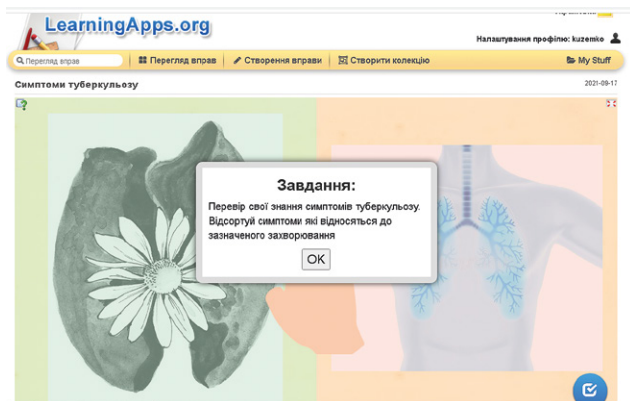 LearningApps.org
Налаштування профілю: kuzemko
Перегляд вправ
Перегляд вправ
Створення вправи
Створити колекцію
My Stuff
Симптоми туберкульозу
2021-09-17
Завдання:
Перевір свої знання симптомів туберкульозу.
Відсортуй симптоми які відносяться до
зазначеного захворювання
OK